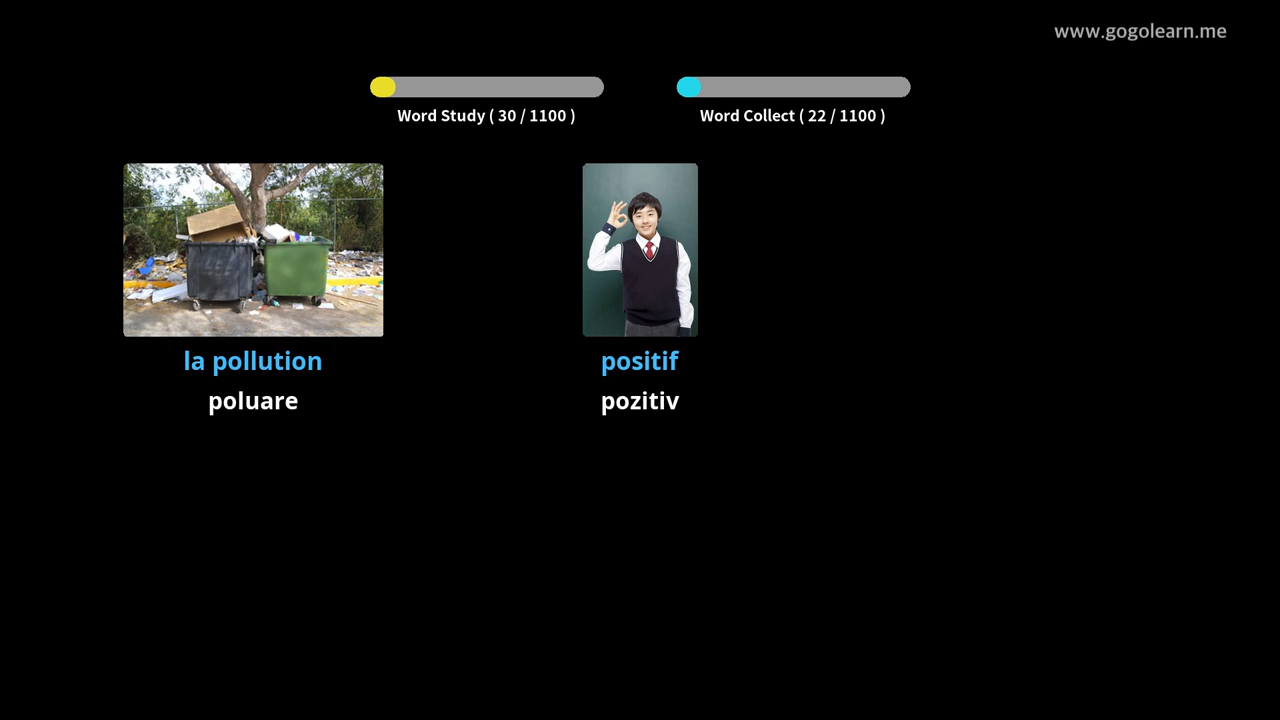 www.gogolearn.me
Word Study ( 30 / 1100 )
Word Collect ( 22 / 1100 )
la pollution
poluare
positif
pozitiv